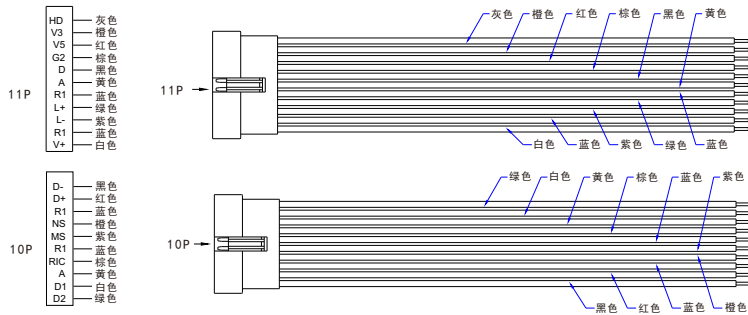 HD 灰色
V3 橙色
V5 红色
G2 棕色
D 黑色
A 黄色
R1 蓝色
L+ 绿色
L- 紫色
R1 蓝色
V+ 白色
11P
11P
灰色 橙色 红色 棕色 黑色 黄色
白色 蓝色 紫色 绿色 蓝色
D- 黑色
D+ 红色
R1 蓝色
NS 橙色
MS 紫色
R1 蓝色
RIC 棕色
A 黄色
D1 白色
D2 绿色
10P
10P
绿色 白色 黄色 棕色 蓝色 紫色
黑色 红色 蓝色 橙色